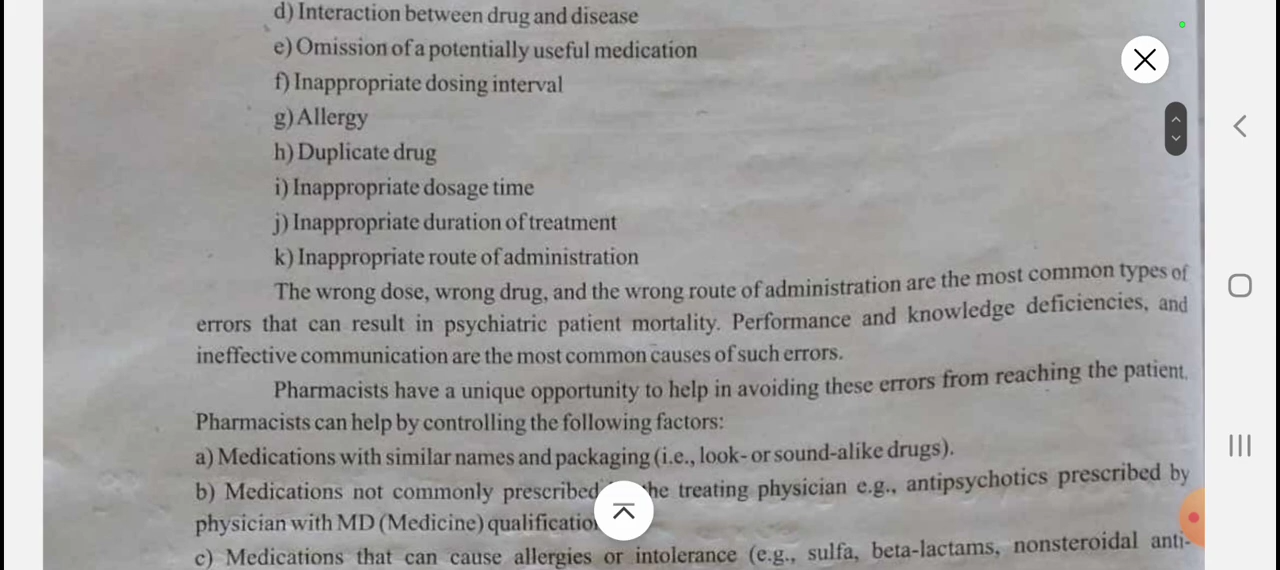 d) Interaction between drug and disease
e) Omission of a potentially useful medication
f) Inappropriate dosing interval
g) Allergy
h) Duplicate drug
i) Inappropriate dosage time
j) Inappropriate duration of treatment
k) Inappropriate route of administration
The wrong dose, wrong drug, and the wrong route of administration are the most common types of
errors that can result in psychiatric patient mortality. Performance and knowledge deficiencies, and
ineffective communication are the most common causes of such errors.
Pharmacists have a unique opportunity to help in avoiding these errors from reaching the patient.
Pharmacists can help by controlling the following factors:
a) Medications with similar names and packaging (i.e., look- or sound-alike drugs).
b) Medications not commonly prescribed the treating physician e.g., antipsychotics prescribed by
physician with MD (Medicine)
c) Medications that can cause allergies or intolerance (e.g., sulfa, beta-lactams, nonsteroidal anti-